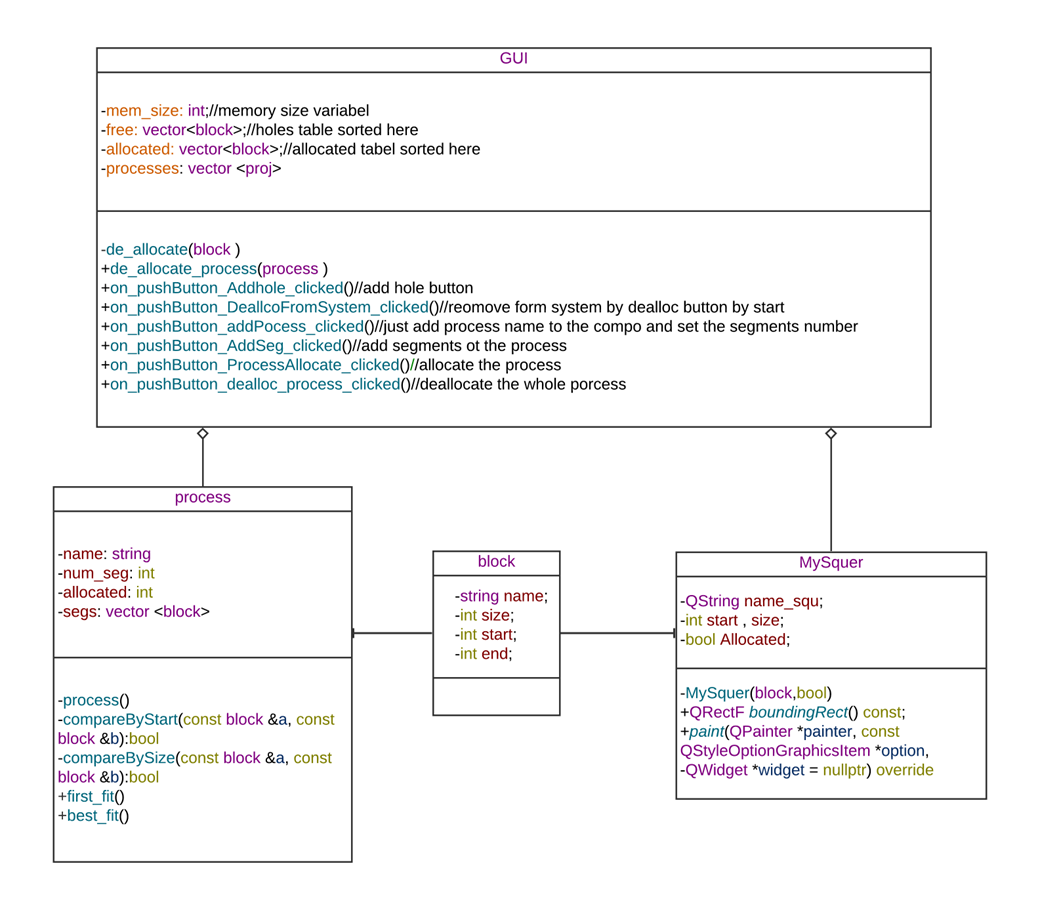 GUI
-mem_size: int;//memory size variabel
-free: vector<block>;//holes table sorted here
-allocated: vector<block>;//allocated tabel sorted here
-processes: vector <proj>
-de_allocate(block )
+de_allocate_process(process )
+on_pushButton_Addhole_clicked()//add hole button
+on_pushButton_DeallcoFromSystem_clicked()//reomove form system by dealloc button by start
+on_pushButton_addPocess_clicked()//just add process name to the compo and set the segments number
+on_pushButton_AddSeg_clicked()//add segments ot the process
+on_pushButton_ProcessAllocate_clicked()//allocate the process
+on_pushButton_dealloc_process_clicked()//deallocate the whole porcess
process
-name: string
-num_seg: int
-allocated: int
-segs: vector <block>
-process()
-compareByStart(const block &a, const
block &b):bool
-compareBySize(const block &a, const
block &b):bool
+first_fit()
+best_fit()
block
-string name;
-int size;
-int start;
-int end;
MySquer
-QString name_squ;
-int start , size;
-bool Allocated;
-MySquer(block,bool)
+QRectF boundingRect() const;
+paint(QPainter *painter, const
QStyleOptionGraphicsItem *option,
-QWidget *widget = nullptr) override